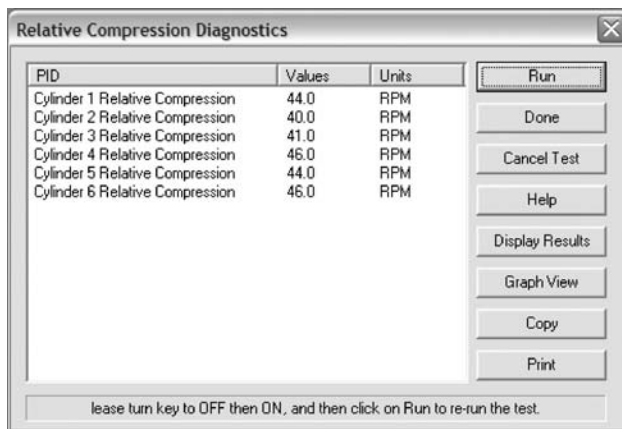 Relative Compression Diagnostics
PID Values Units
Cylinder 1 Relative Compression 44.0 RPM
Cylinder 2 Relative Compression 40.0 RPM
Cylinder 3 Relative Compression 41.0 RPM
Cylinder 4 Relative Compression 46.0 RPM
Cylinder 5 Relative Compression 44.0 RPM
Cylinder 6 Relative Compression 46.0 RPM
Run
Done
Cancel Test
Help
Display Results
Graph View
Copy
Print
lease turn key to OFF then ON, and then click on Run to re-run the test.